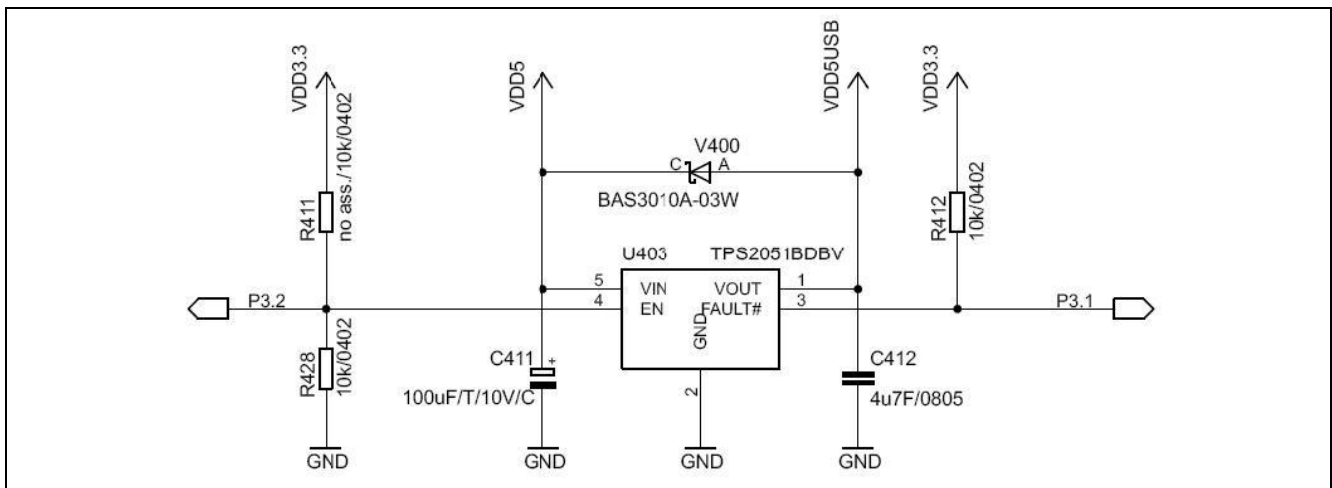 VDD3.3
VDD5
VDD5USB
VDD3.3
R411
no ass./10k/0402
V400
C A
BAS3010A-03W
R412
10k/0402
U403 TPS2051BDBV
5 VIN VOUT 1
4 EN FAULT# 3
GND
2
P3.2
P3.1
R428
10k/0402
C411 +
100uF/T/10V/C
C412
4u7F/0805
GND
GND
GND
GND